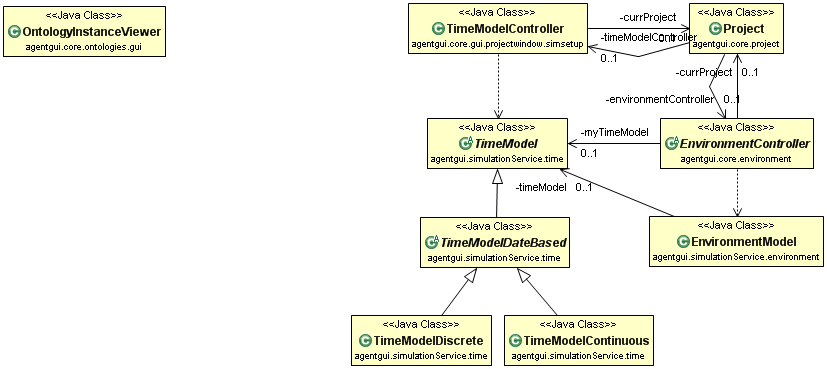 <<Java Class>>
OntologyInstanceViewer
agentgui.core.ontologies.gui
<<Java Class>>
TimeModelController
agentgui.core.gui.projectwindow.simsetup
-currProject
0..1
-timeModelController
0..1
<<Java Class>>
Project
agentgui.core.project
-currProject
0..1
-environmentController
0..1
<<Java Class>>
TimeModel
agentgui.simulationService.time
-myTimeModel
0..1
<<Java Class>>
EnvironmentController
agentgui.core.environment
-timeModel
0..1
<<Java Class>>
TimeModelDateBased
agentgui.simulationService.time
<<Java Class>>
EnvironmentModel
agentgui.simulationService.environment
<<Java Class>>
TimeModelDiscrete
agentgui.simulationService.time
<<Java Class>>
TimeModelContinuous
agentgui.simulationService.time